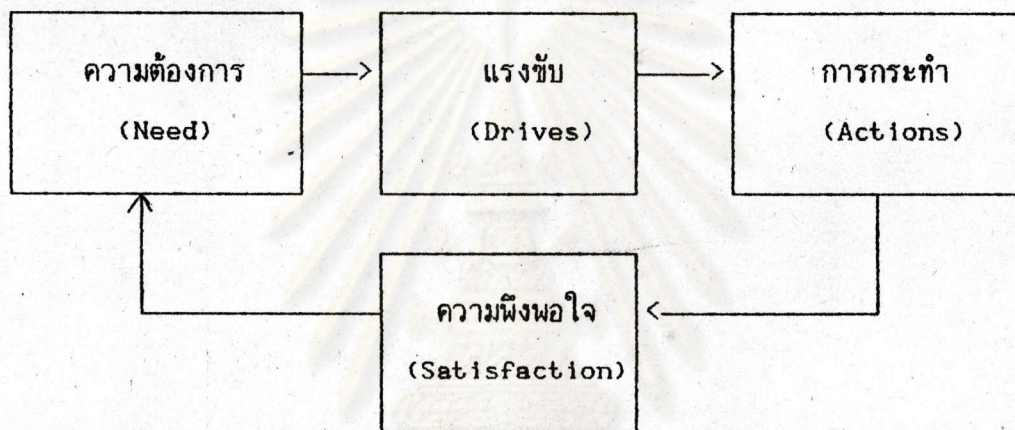 ความต้องการ
(Need)
แรงขับ
(Drives)
การกระทำ
(Actions)
ความพึงพอใจ
(Satisfaction)